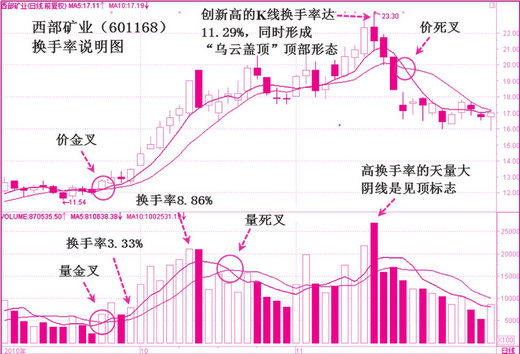 西部矿业(日线.前复权) MA5:17.11↑ MA10:17.19↓
西部矿业（601168）
换手率说明图
创新高的K线换手率达
11.29%，同时形成
“乌云盖顶”顶部形态
23.30
价死叉
22.00
21.00
20.00
19.00
18.00
17.00
16.00
15.00
14.00
13.00
12.00
价金叉
11.54
换手率8.86%
高换手率的天量大
阴线是见顶标志
VOLUME:870535.50↑ MA5:810838.38↓ MA10:1002531.1
量死叉
换手率3.33%
量金叉
25000
20000
15000
10000
5000
X100
2010年
10
11
日线